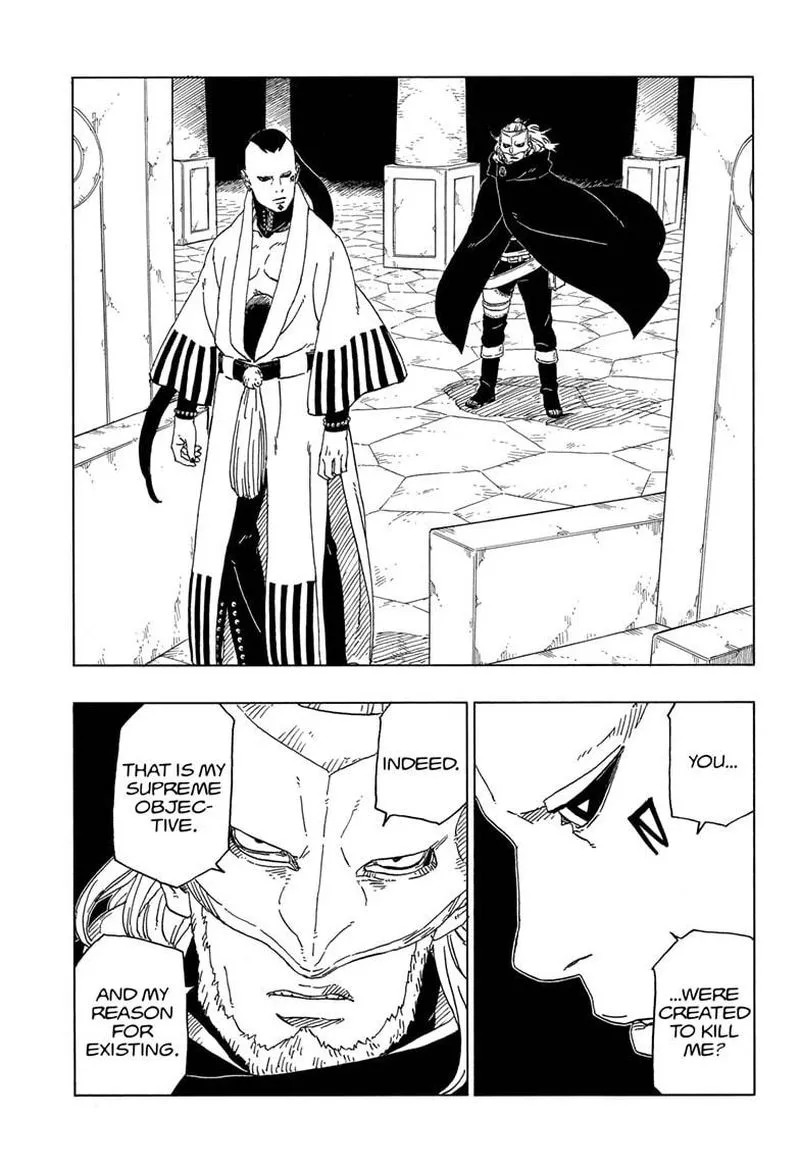 YOU...
...WERE
CREATED
TO KILL
ME?
INDEED.
THAT IS MY
SUPREME
OBJEC-
TIVE.
AND MY
REASON
FOR
EXISTING.